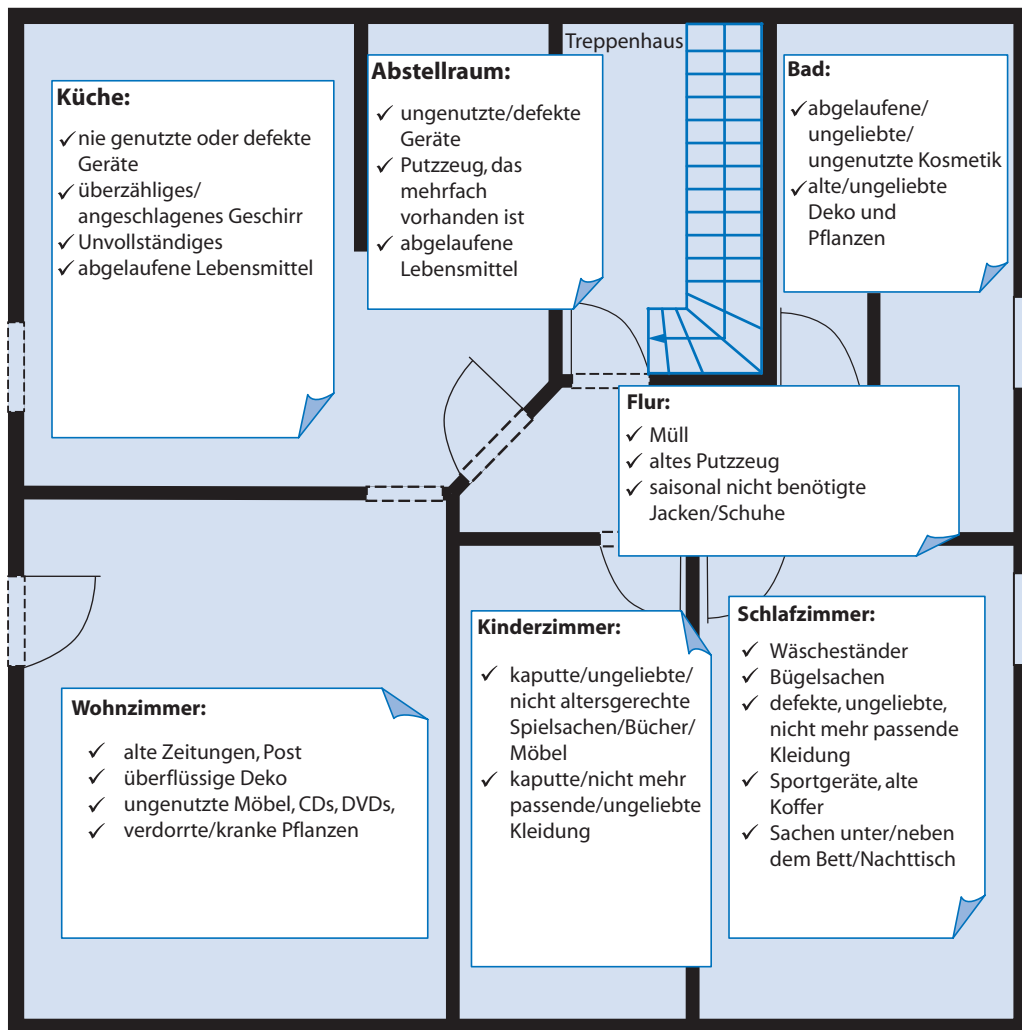 Treppenhaus
Küche:
✓ nie genutzte oder defekte
Geräte
✓ überzähliges/
angeschlagenes Geschirr
✓ Unvollständiges
✓ abgelaufene Lebensmittel
Abstellraum:
✓ ungenutzte/defekte
Geräte
✓ Putzzeug, das
mehrfach
vorhanden ist
✓ abgelaufene
Lebensmittel
Bad:
✓ abgelaufene/
ungeliebte/
ungenutzte Kosmetik
✓ alte/ungeliebte
Deko und
Pflanzen
Flur:
✓ Müll
✓ altes Putzzeug
✓ saisonal nicht benötigte
Jacken/Schuhe
Wohnzimmer:
✓ alte Zeitungen, Post
✓ überflüssige Deko
✓ ungenutzte Möbel, CDs, DVDs,
✓ verdorrte/kranke Pflanzen
Kinderzimmer:
✓ kaputte/ungeliebte/
nicht altersgerechte
Spielsachen/Bücher/
Möbel
✓ kaputte/nicht mehr
passende/ungeliebte
Kleidung
Schlafzimmer:
✓ Wäscheständer
✓ Bügelsachen
✓ defekte, ungeliebte,
nicht mehr passende
Kleidung
✓ Sportgeräte, alte
Koffer
✓ Sachen unter/neben
dem Bett/Nachttisch